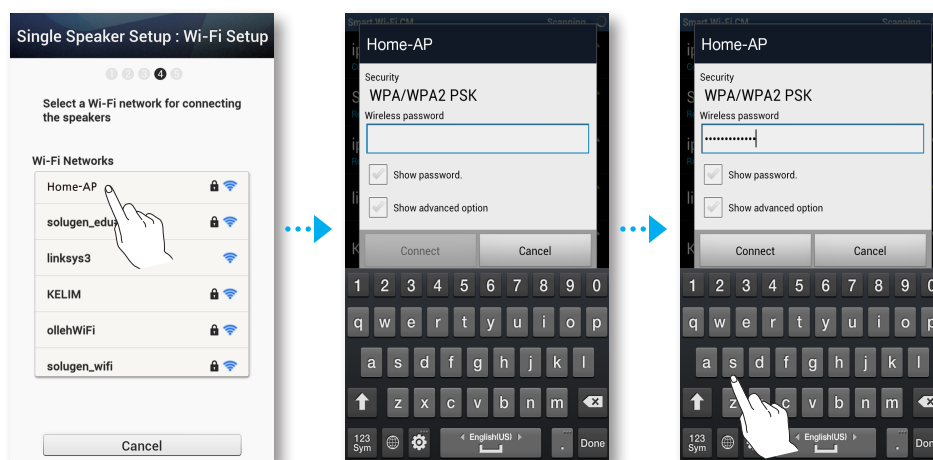 Single Speaker Setup : Wi-Fi Setup
1 2 3 4 5
Select a Wi-Fi network for connecting
the speakers
Wi-Fi Networks
Home-AP
solugen_edu
linksys3
KELIM
ollehWiFi
solugen_wifi
Cancel
Smart Wi-Fi CM Scanning
Home-AP
Security
WPA/WPA2 PSK
Wireless password
Show password.
Show advanced option
Connect Cancel
1 2 3 4 5 6 7 8 9 0
q w e r t y u i o p
a s d f g h j k l
z x c v b n m
123
Sym
English(US)
. Done
Smart Wi-Fi CM Scanning
Home-AP
Security
WPA/WPA2 PSK
Wireless password
•••••••••••••
Show password.
Show advanced option
Connect Cancel
1 2 3 4 5 6 7 8 9 0
q w e r t y u i o p
a s d f g h j k l
z c v b n m
123
Sym
English(US)
. Don